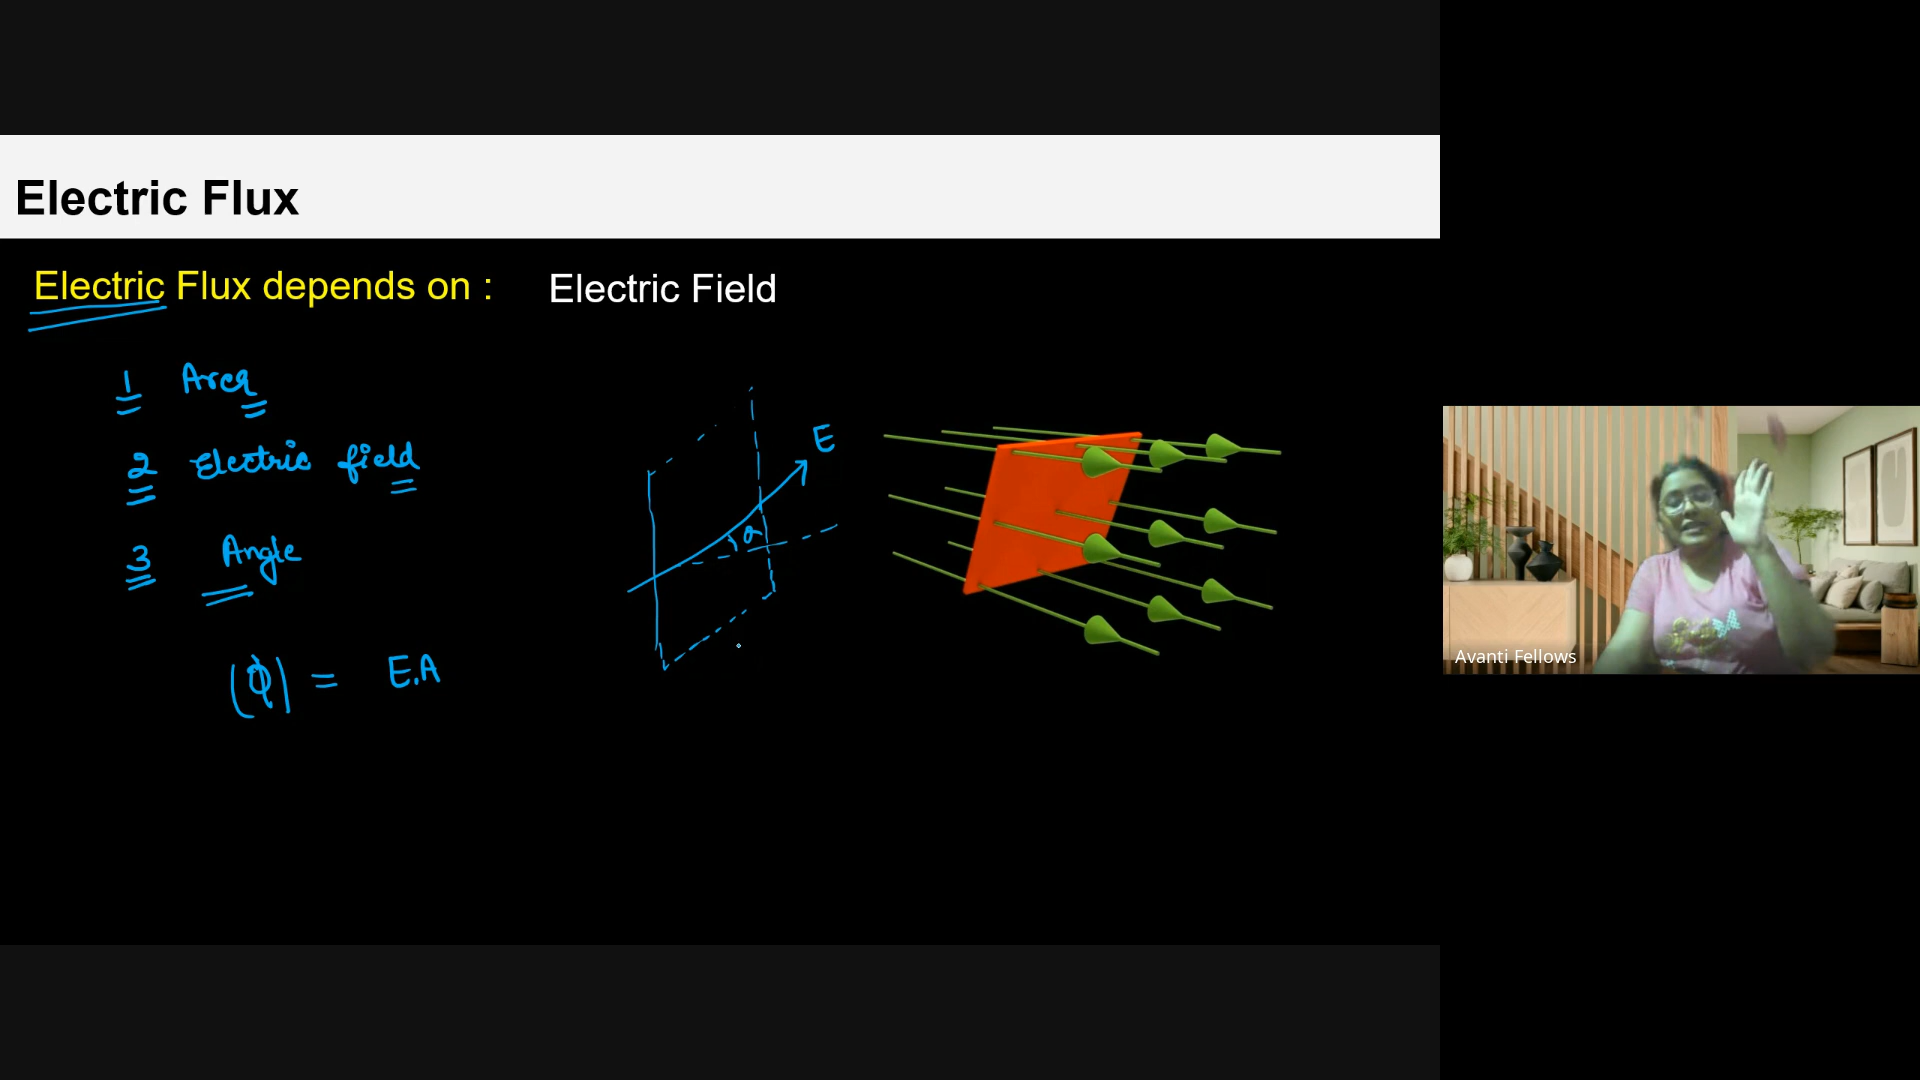 Electric Flux
Electric Flux depends on : Electric Field
1 Area
2 Electric field
3 Angle
(ϕ) = E.A
E
θ
Avanti Fellows